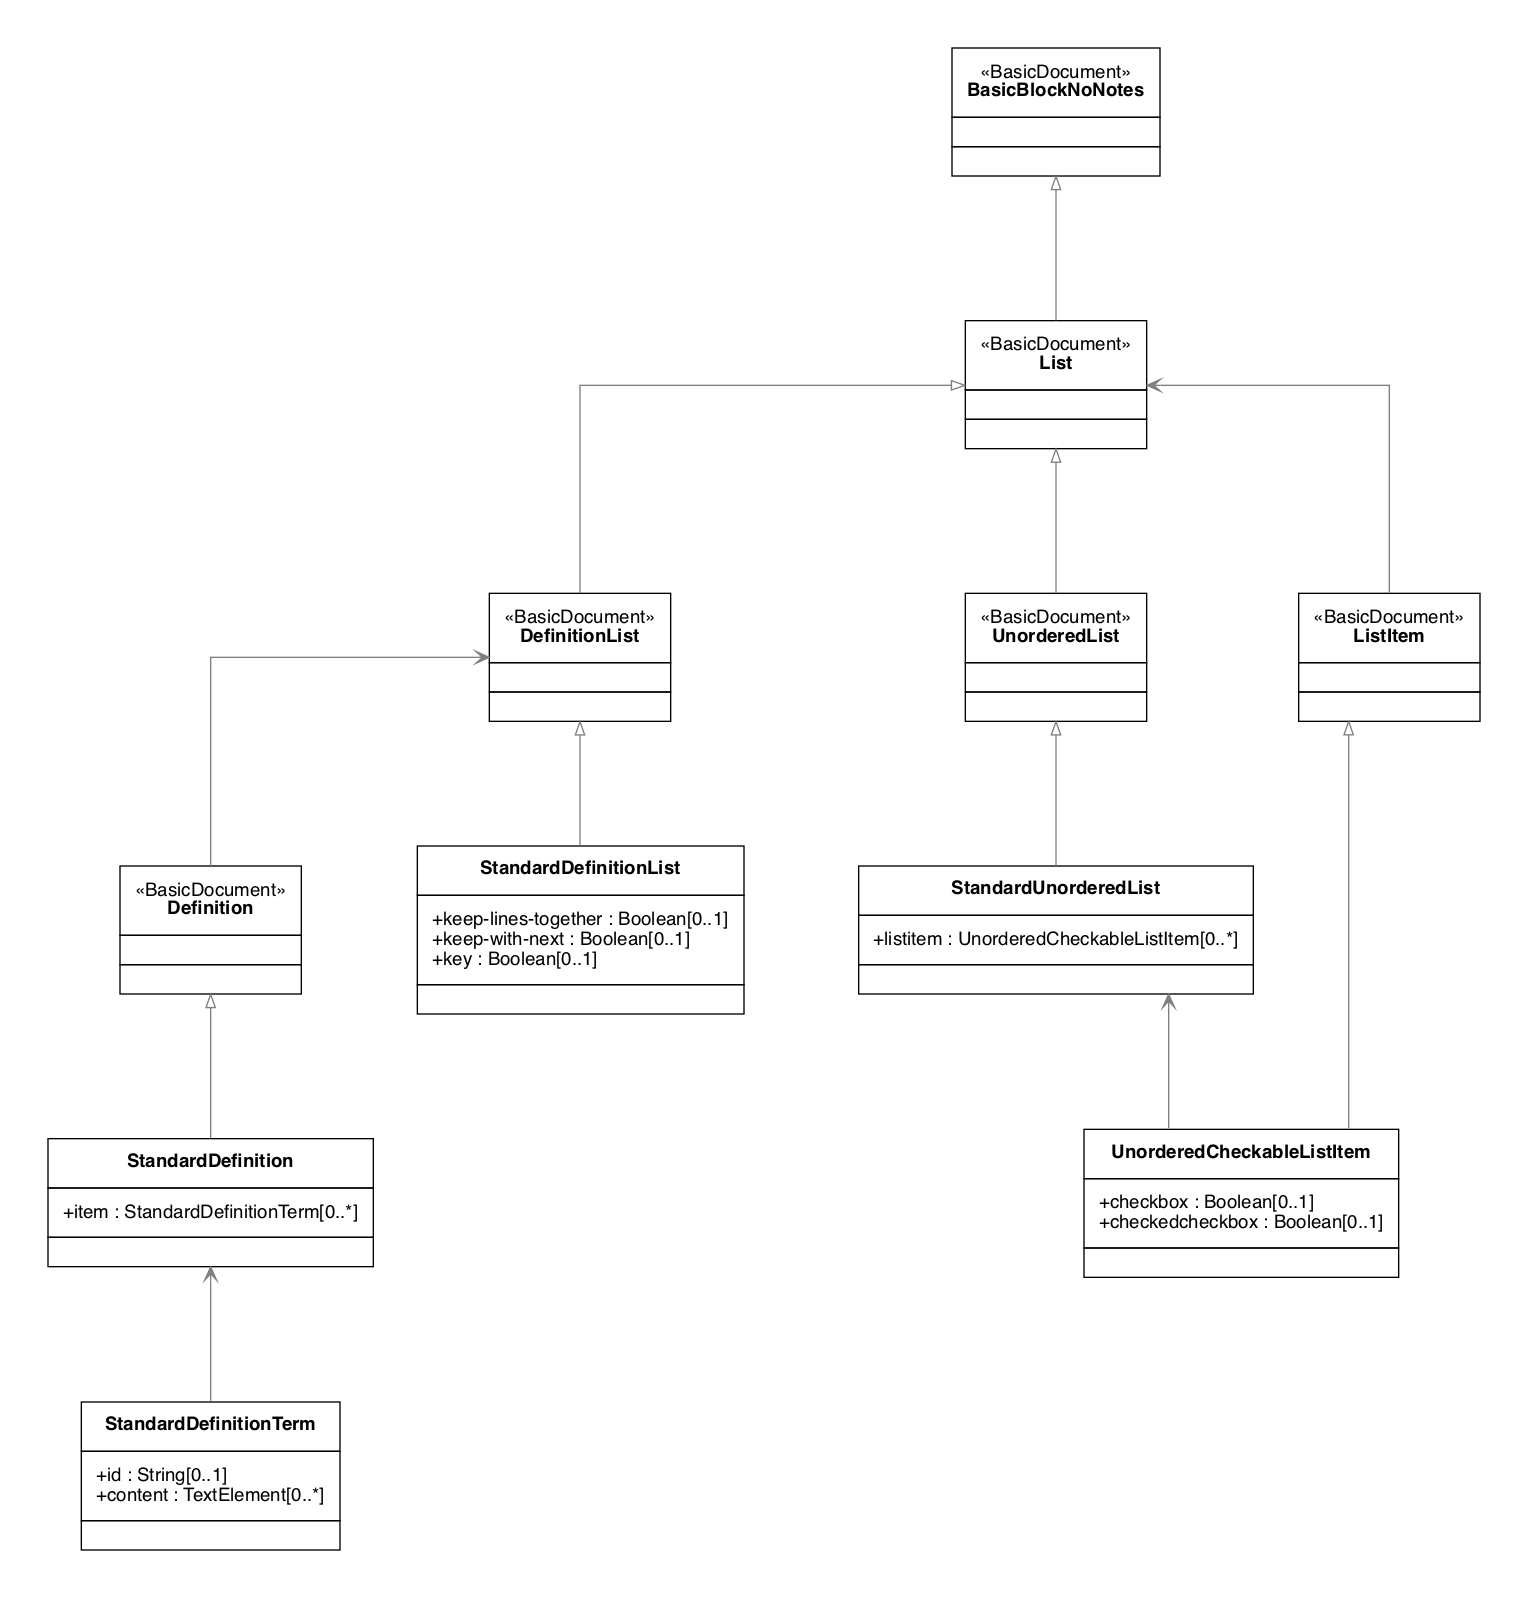 «BasicDocument»
BasicBlockNoNotes
«BasicDocument»
List
«BasicDocument»
DefinitionList
«BasicDocument»
UnorderedList
«BasicDocument»
ListItem
«BasicDocument»
Definition
StandardDefinitionList
+keep-lines-together : Boolean[0..1]
+keep-with-next : Boolean[0..1]
+key : Boolean[0..1]
StandardUnorderedList
+listitem : UnorderedCheckableListItem[0..*]
StandardDefinition
+item : StandardDefinitionTerm[0..*]
UnorderedCheckableListItem
+checkbox : Boolean[0..1]
+checkedcheckbox : Boolean[0..1]
StandardDefinitionTerm
+id : String[0..1]
+content : TextElement[0..*]